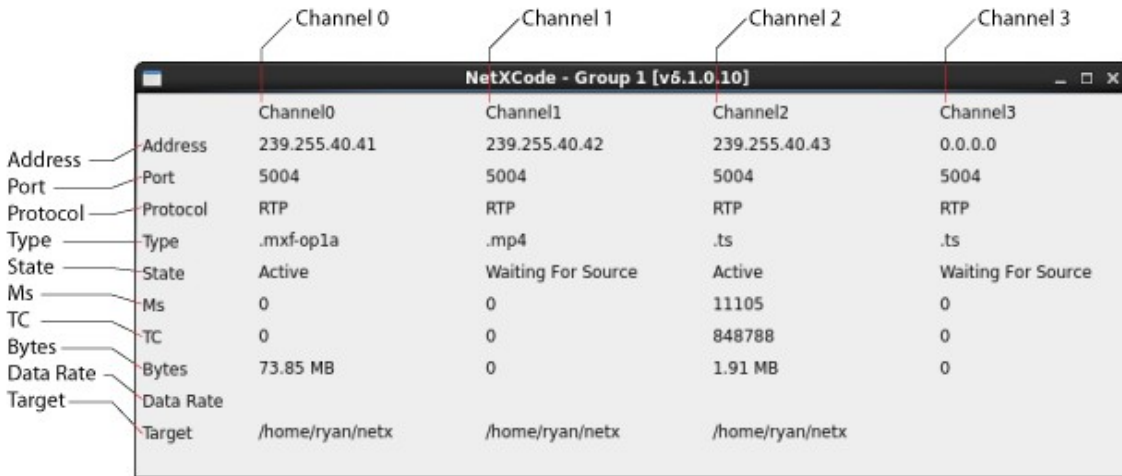 Channel 0 Channel 1 Channel 2 Channel 3
NetXCode - Group 1 [v5.1.0.10]
Channel0 Channel1 Channel2 Channel3
Address Address 239.255.40.41 239.255.40.42 239.255.40.43 0.0.0.0
Port Port 5004 5004 5004 5004
Protocol Protocol RTP RTP RTP RTP
Type Type .mxf-op1a .mp4 .ts .ts
State State Active Waiting For Source Active Waiting For Source
Ms Ms 0 0 11105 0
TC TC 0 0 848788 0
Bytes Bytes 73.85 MB 0 1.91 MB 0
Data Rate Data Rate
Target Target /home/ryan/netx /home/ryan/netx /home/ryan/netx